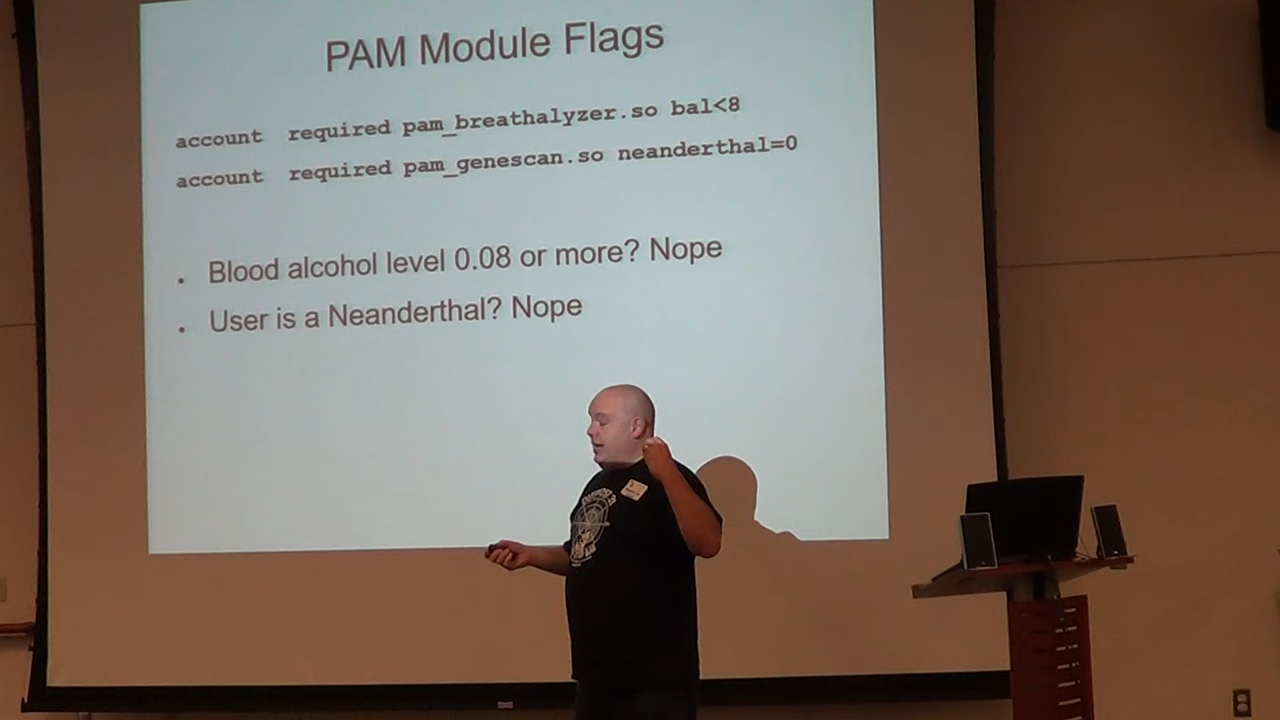 PAM Module Flags
account required pam_breathalyzer.so bal<8
account required pam_genescan.so neanderthal=0
. Blood alcohol level 0.08 or more? Nope
. User is a Neanderthal? Nope